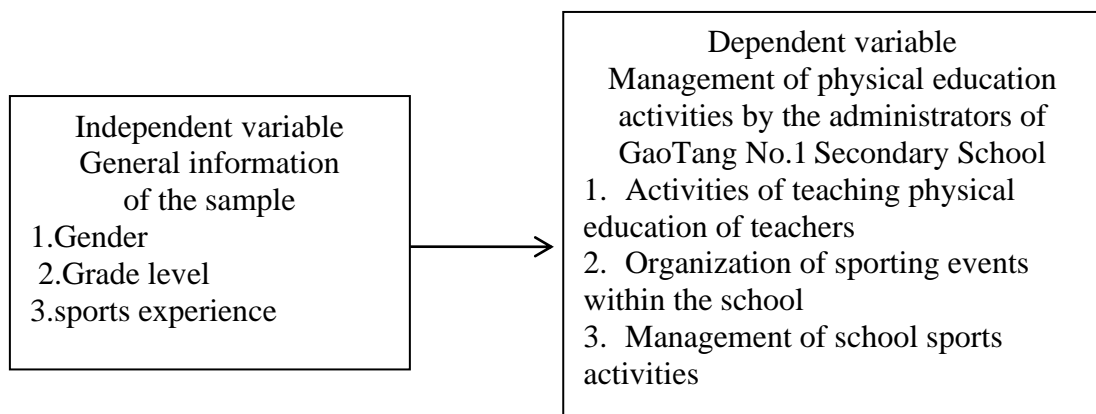 Independent variable
General information
of the sample
1.Gender
2.Grade level
3.sports experience
Dependent variable
Management of physical education
activities by the administrators of
GaoTang No.1 Secondary School
1. Activities of teaching physical
education of teachers
2. Organization of sporting events
within the school
3. Management of school sports
activities